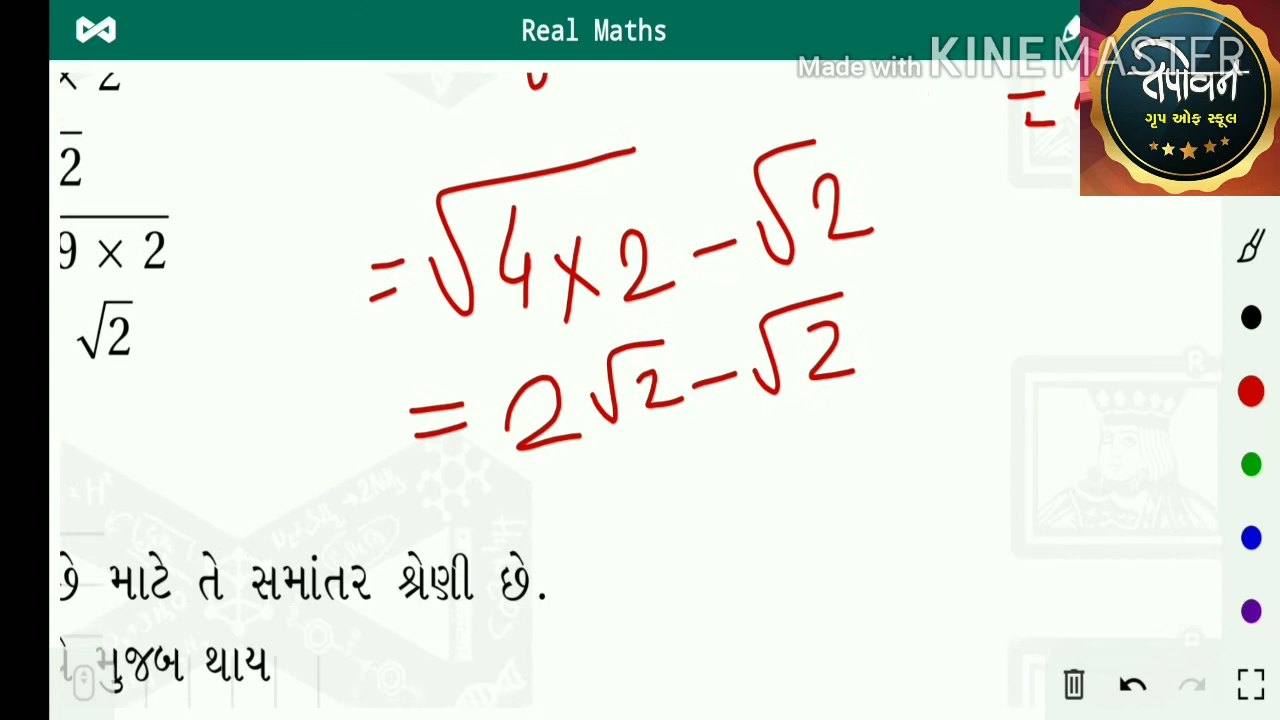 Real Maths
Made with KINEMASTER
તપોવન
ગૃપ ઓફ સ્કૂલ
× 2
2
9 × 2
√2
= √4×2 - √2
= 2√2 - √2
છે માટે તે સમાંતર શ્રેણી છે.
મુજબ થાય